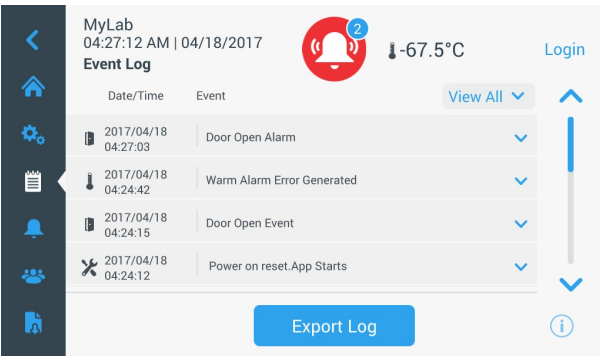 MyLab
04:27:12 AM | 04/18/2017
Event Log
2
-67.5°C
Login
Date/Time Event View All
2017/04/18
04:27:03
Door Open Alarm
2017/04/18
04:24:42
Warm Alarm Error Generated
2017/04/18
04:24:15
Door Open Event
2017/04/18
04:24:12
Power on reset.App Starts
Export Log
i